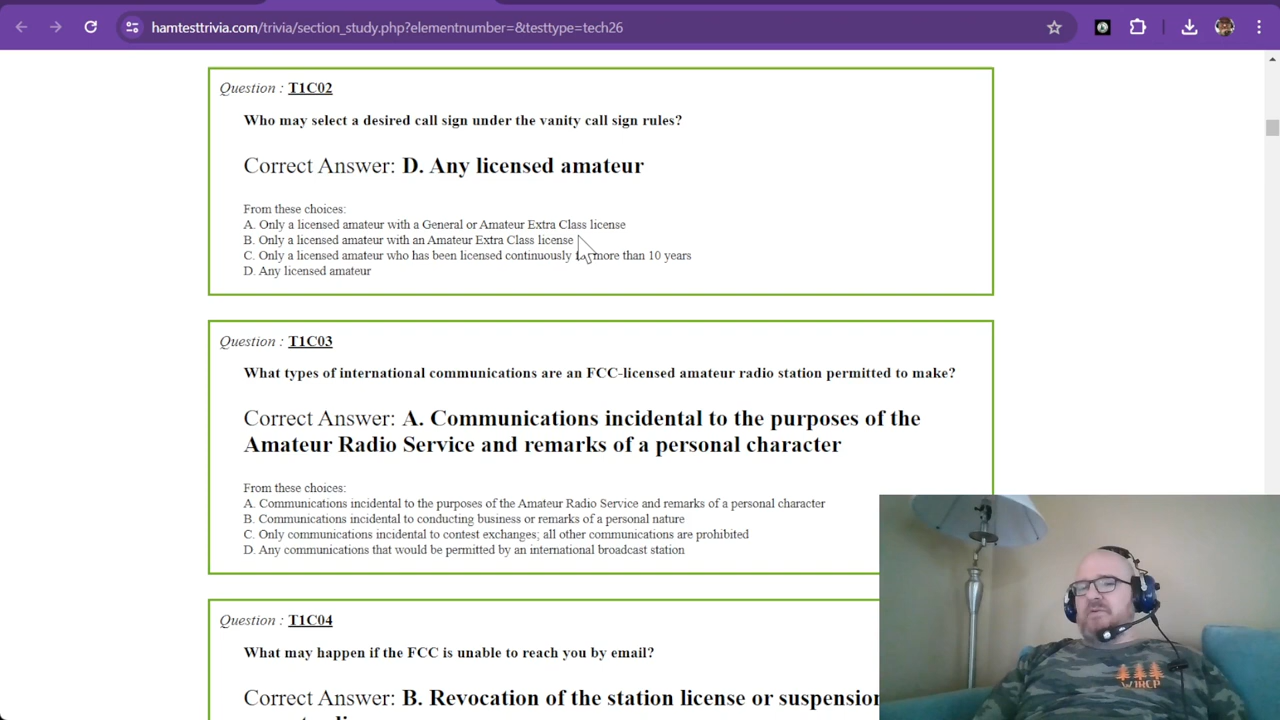 hamtesttrivia.com/trivia/section_study.php?elementnumber=&testtype=tech26
Question : T1C02
Who may select a desired call sign under the vanity call sign rules?
Correct Answer: D. Any licensed amateur
From these choices:
A. Only a licensed amateur with a General or Amateur Extra Class license
B. Only a licensed amateur with an Amateur Extra Class license
C. Only a licensed amateur who has been licensed continuously more than 10 years
D. Any licensed amateur
Question : T1C03
What types of international communications are an FCC-licensed amateur radio station permitted to make?
Correct Answer: A. Communications incidental to the purposes of the
Amateur Radio Service and remarks of a personal character
From these choices:
A. Communications incidental to the purposes of the Amateur Radio Service and remarks of a personal character
B. Communications incidental to conducting business or remarks of a personal nature
C. Only communications incidental to contest exchanges; all other communications are prohibited
D. Any communications that would be permitted by an international broadcast station
Question : T1C04
What may happen if the FCC is unable to reach you by email?
Correct Answer: B. Revocation of the station license or suspension
W1RCP